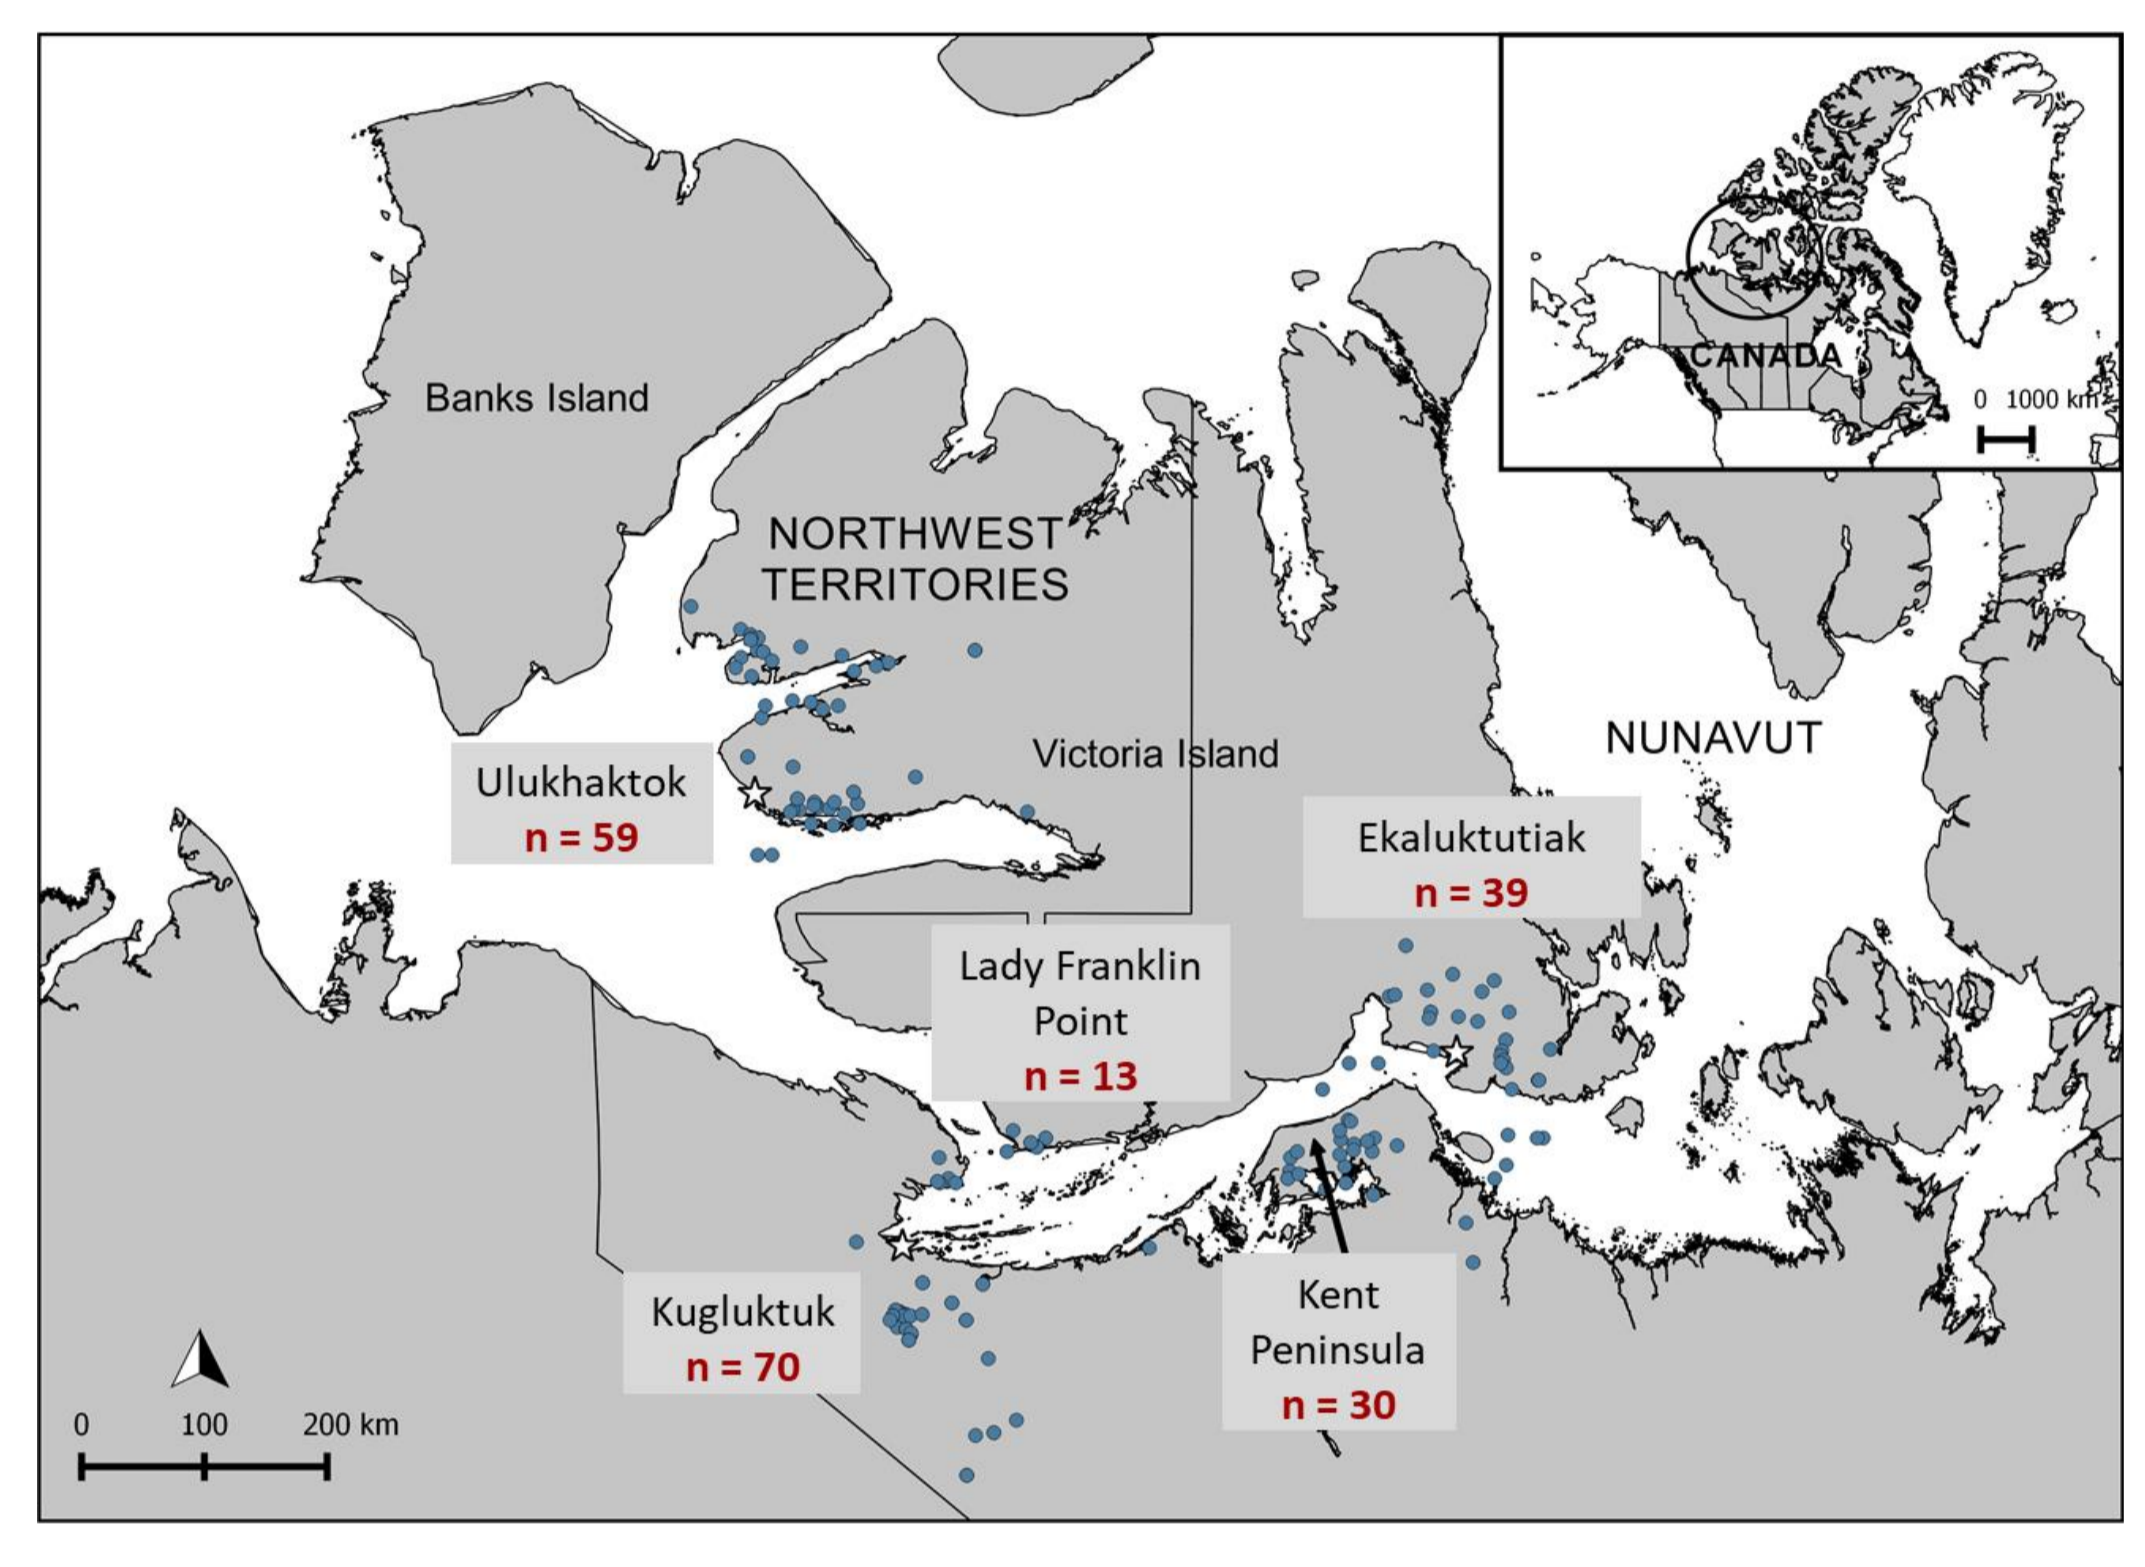 CANADA
0 1000 km
Banks Island
NORTHWEST
TERRITORIES
NUNAVUT
Victoria Island
Ulukhaktok
n = 59
Ekaluktutiak
n = 39
Lady Franklin
Point
n = 13
Kugluktuk
n = 70
Kent
Peninsula
n = 30
0 100 200 km